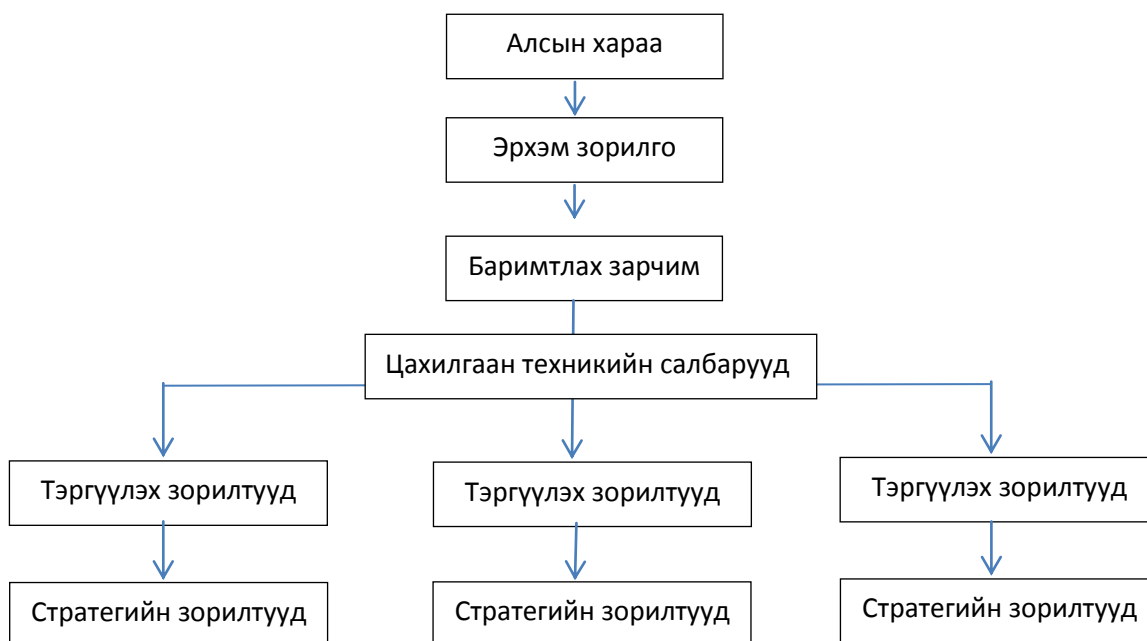 Алсын хараа
Эрхэм зорилго
Баримтлах зарчим
Цахилгаан техникийн салбарууд
Тэргүүлэх зорилтууд
Тэргүүлэх зорилтууд
Тэргүүлэх зорилтууд
Стратегийн зорилтууд
Стратегийн зорилтууд
Стратегийн зорилтууд